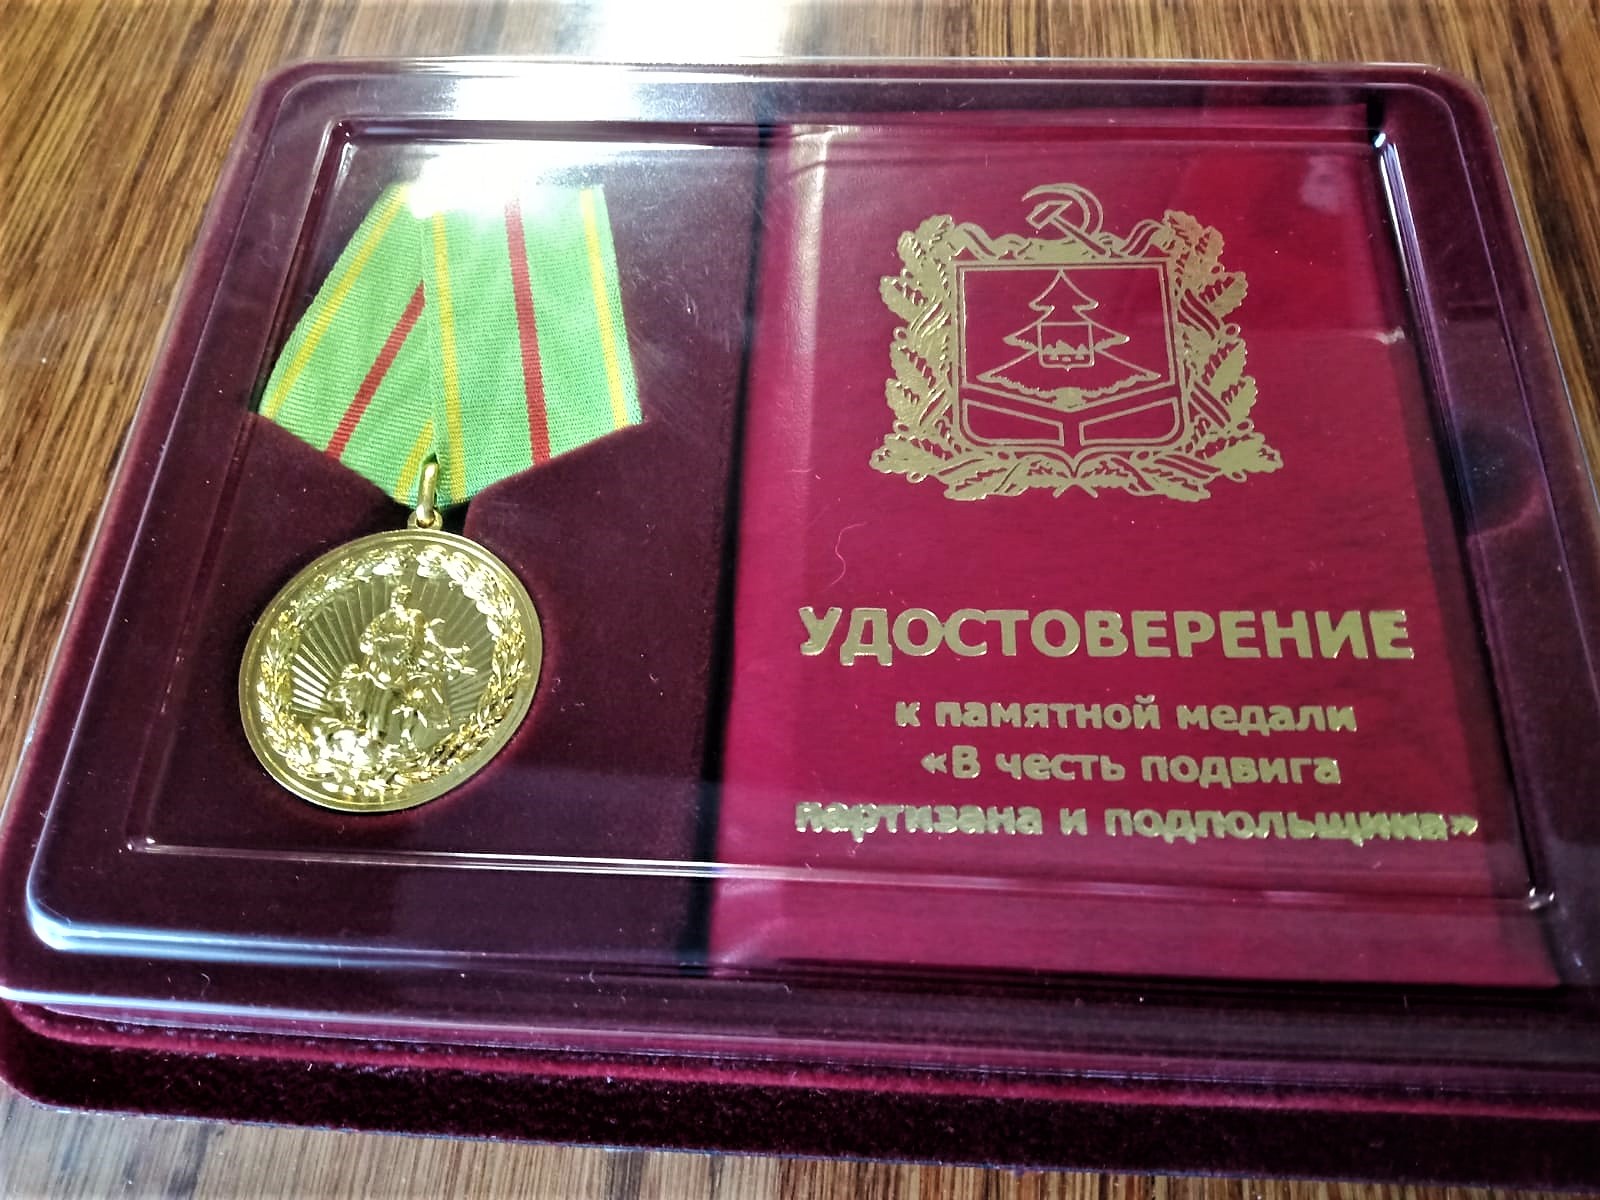 УДОСТОВЕРЕНИЕ
к памятной медали
«В честь подвига
партизана и подпольщика»